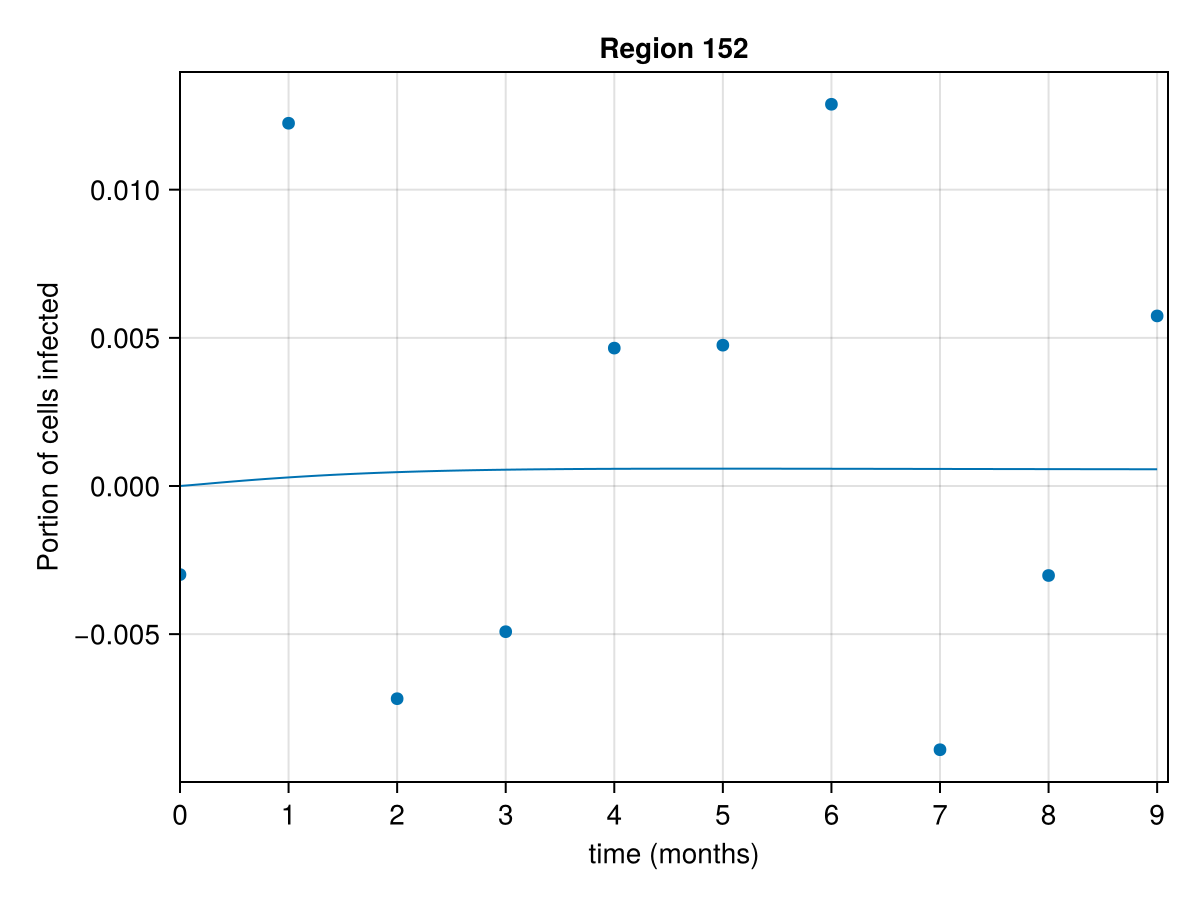 Region 152
0.010
0.005
0.000
−0.005
Portion of cells infected
0 1 2 3 4 5 6 7 8 9
time (months)